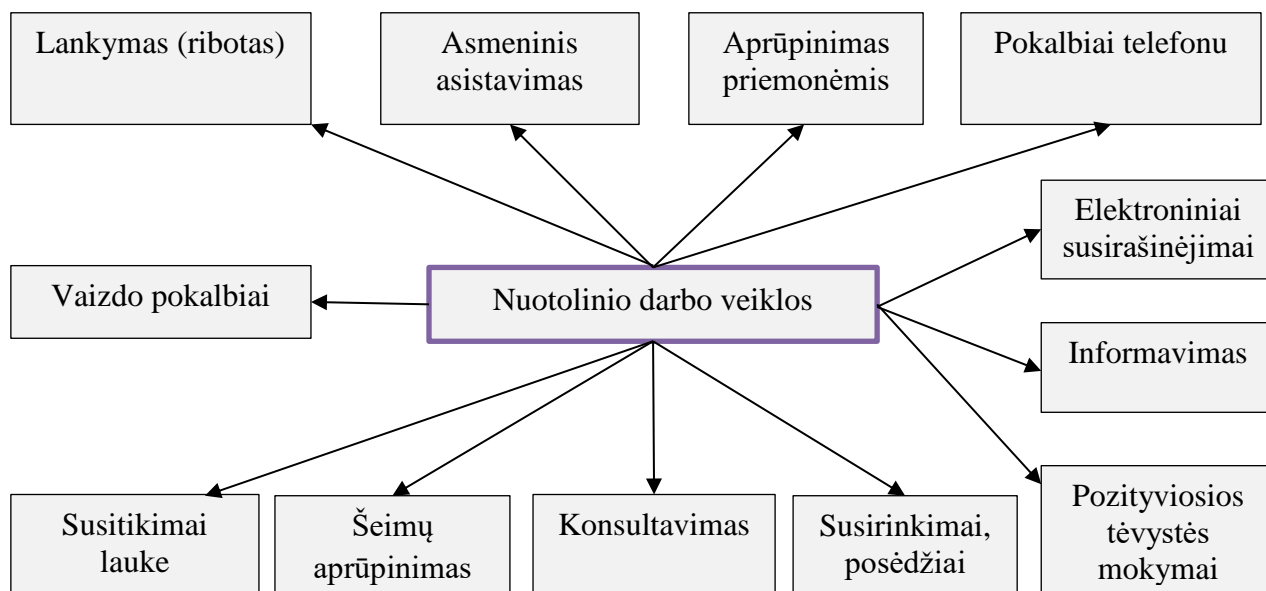 Lankymas (ribotas)
Asmeninis
asistavimas
Aprūpinimas
priemonėmis
Pokalbiai telefonu
Elektroniniai
susirašinėjimai
Vaizdo pokalbiai
Nuotolinio darbo veiklos
Informavimas
Susitikimai
lauke
Šeimų
aprūpinimas
Konsultavimas
Susirinkimai,
posėdžiai
Pozityviosios
tėvystės
mokymai